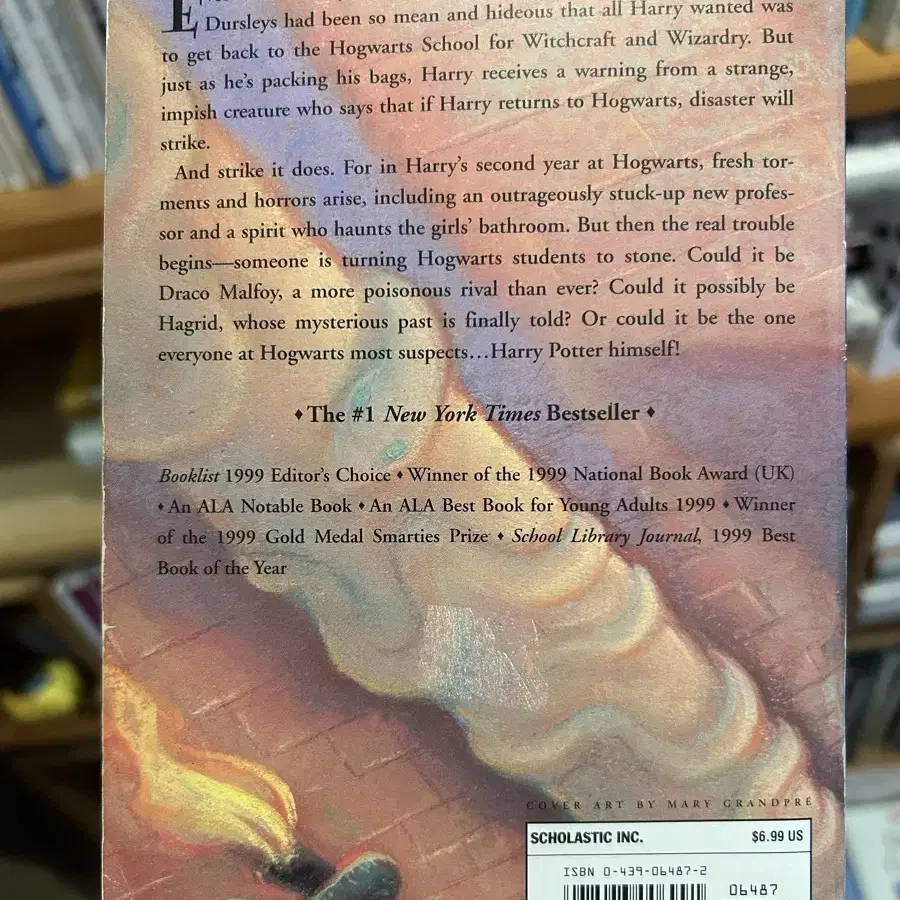 Dursleys had been so mean and hideous that all Harry wanted was
to get back to the Hogwarts School for Witchcraft and Wizardry. But
just as he's packing his bags, Harry receives a warning from a strange,
impish creature who says that if Harry returns to Hogwarts, disaster will
strike.
And strike it does. For in Harry's second year at Hogwarts, fresh tor-
ments and horrors arise, including an outrageously stuck-up new profes-
sor and a spirit who haunts the girls' bathroom. But then the real trouble
begins—someone is turning Hogwarts students to stone. Could it be
Draco Malfoy, a more poisonous rival than ever? Could it possibly be
Hagrid, whose mysterious past is finally told? Or could it be the one
everyone at Hogwarts most suspects…Harry Potter himself!
♦ The #1 New York Times Bestseller ♦
Booklist 1999 Editor's Choice ♦ Winner of the 1999 National Book Award (UK)
♦ An ALA Notable Book ♦ An ALA Best Book for Young Adults 1999 ♦ Winner
of the 1999 Gold Medal Smarties Prize ♦ School Library Journal, 1999 Best
Book of the Year
COVER ART BY MARY GRANDPRÉ
SCHOLASTIC INC. $6.99 US
ISBN 0-439-06487-2
06487